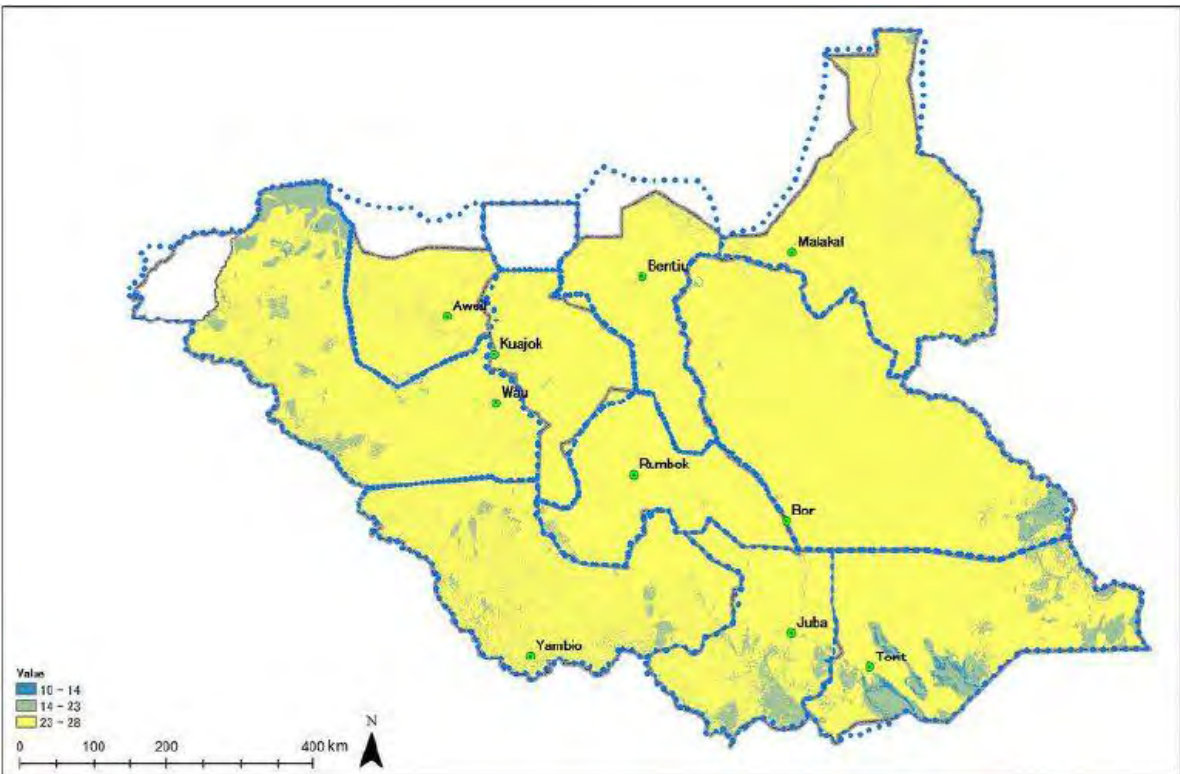 Malakal
Bentiu
Aweil
Kuajok
Wau
Rumbek
Bor
Juba
Torit
Yambio
Value
10 - 14
14 - 23
23 - 28
N
0 100 200 400 km